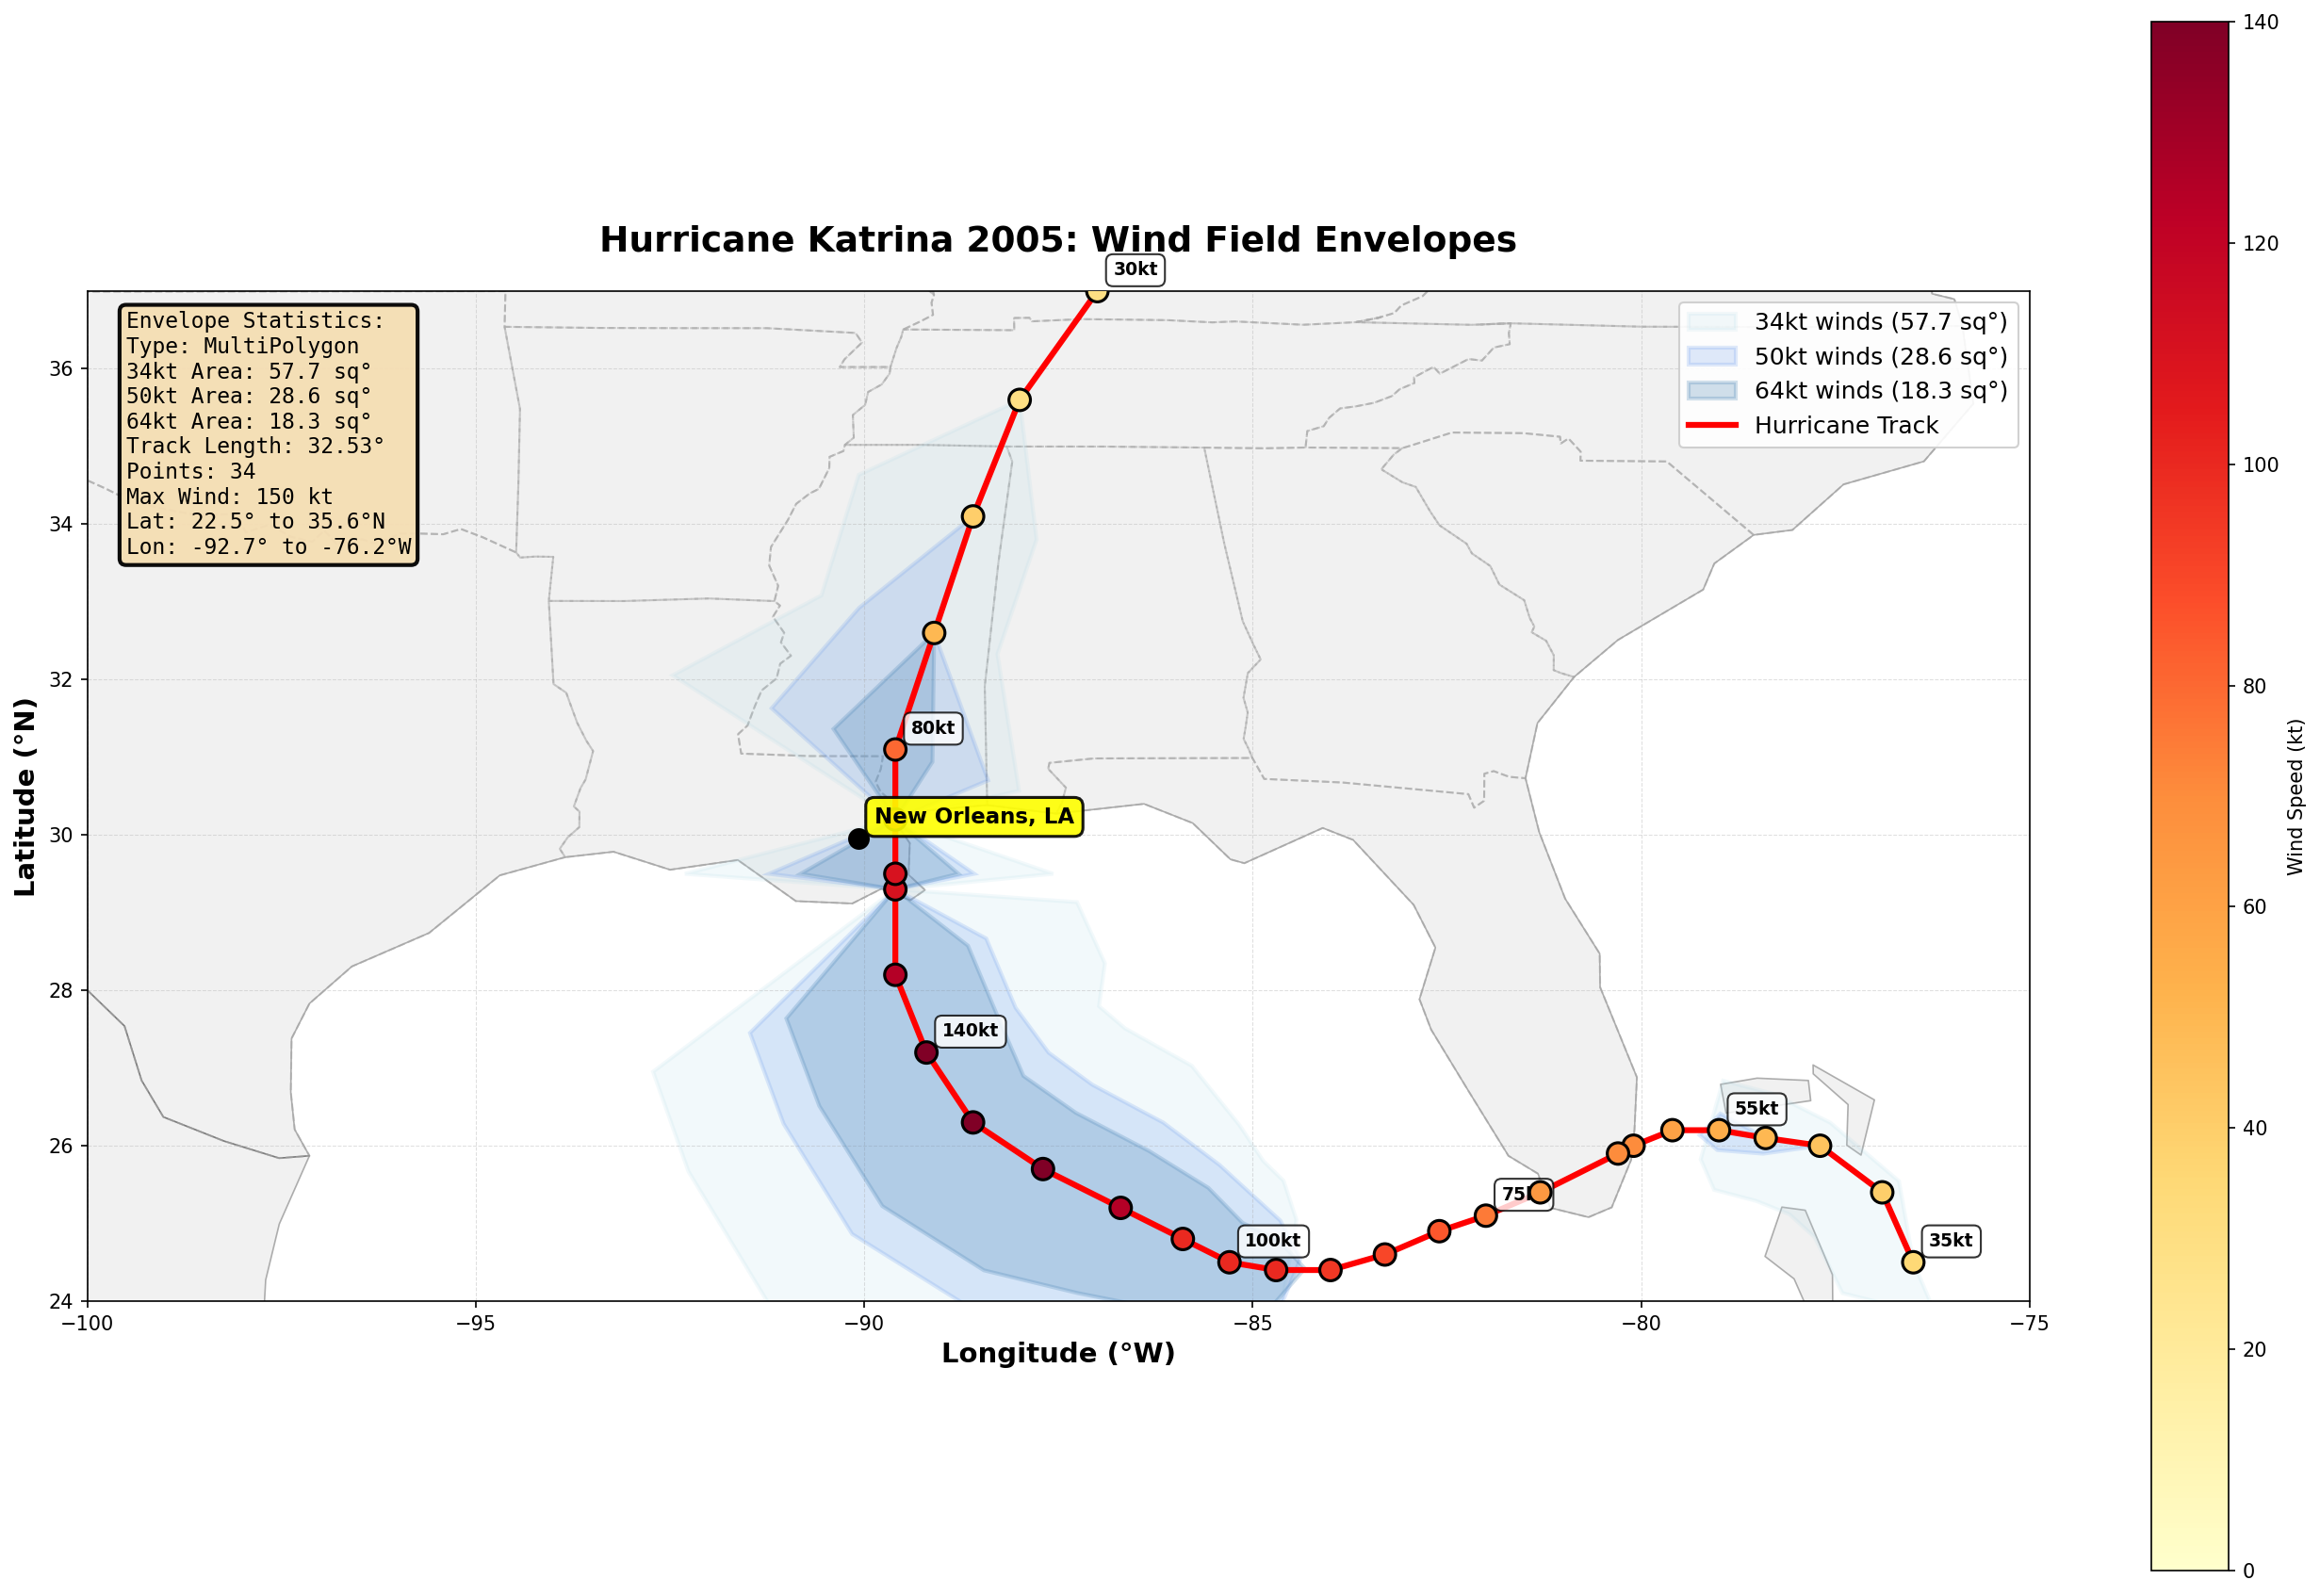 Hurricane Katrina 2005: Wind Field Envelopes
30kt
Envelope Statistics:
Type: MultiPolygon
34kt Area: 57.7 sq°
50kt Area: 28.6 sq°
64kt Area: 18.3 sq°
Track Length: 32.53°
Points: 34
Max Wind: 150 kt
Lat: 22.5° to 35.6°N
Lon: -92.7° to -76.2°W
34kt winds (57.7 sq°)
50kt winds (28.6 sq°)
64kt winds (18.3 sq°)
Hurricane Track
80kt
New Orleans, LA
140kt
55kt
100kt
35kt
36
34
32
30
28
26
24
Latitude (°N)
−100
−95
−90
−85
−80
−75
Longitude (°W)
140
120
100
80
60
40
20
0
Wind Speed (kt)